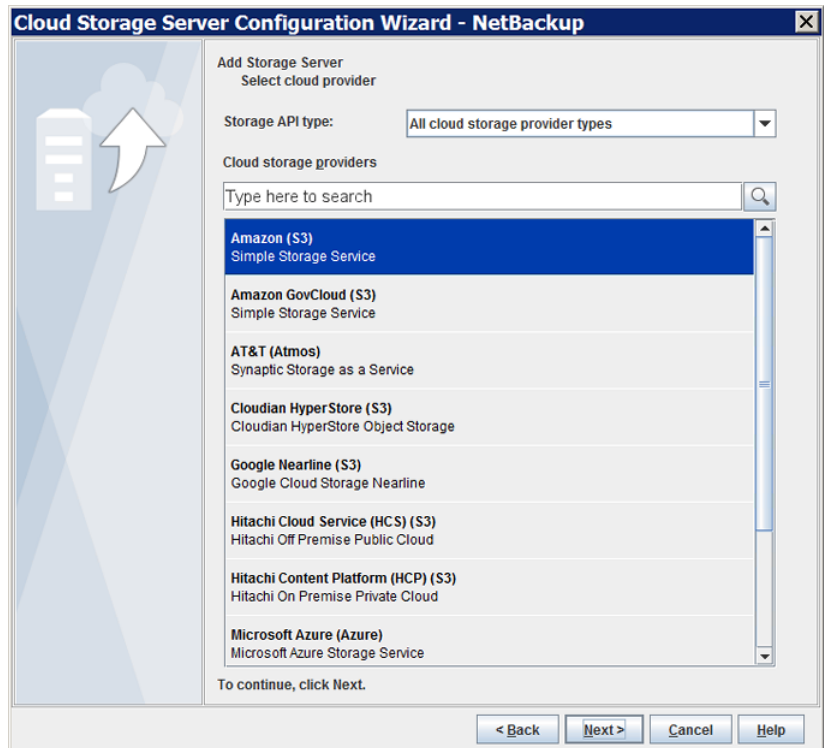 Cloud Storage Server Configuration Wizard - NetBackup
Add Storage Server
Select cloud provider
Storage API type:
All cloud storage provider types
Cloud storage providers
Type here to search
Amazon (S3)
Simple Storage Service
Amazon GovCloud (S3)
Simple Storage Service
AT&T (Atmos)
Synaptic Storage as a Service
Cloudian HyperStore (S3)
Cloudian HyperStore Object Storage
Google Nearline (S3)
Google Cloud Storage Nearline
Hitachi Cloud Service (HCS) (S3)
Hitachi Off Premise Public Cloud
Hitachi Content Platform (HCP) (S3)
Hitachi On Premise Private Cloud
Microsoft Azure (Azure)
Microsoft Azure Storage Service
To continue, click Next.
< Back
Next >
Cancel
Help